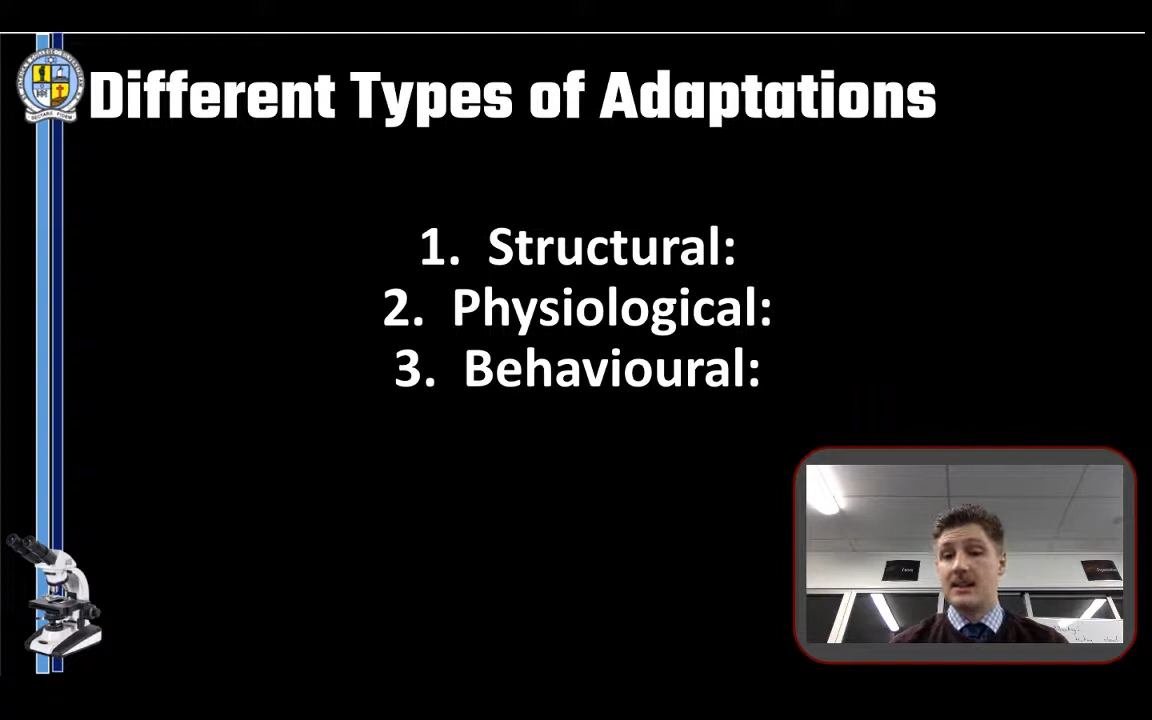 Different Types of Adaptations
1. Structural:
2. Physiological:
3. Behavioural: